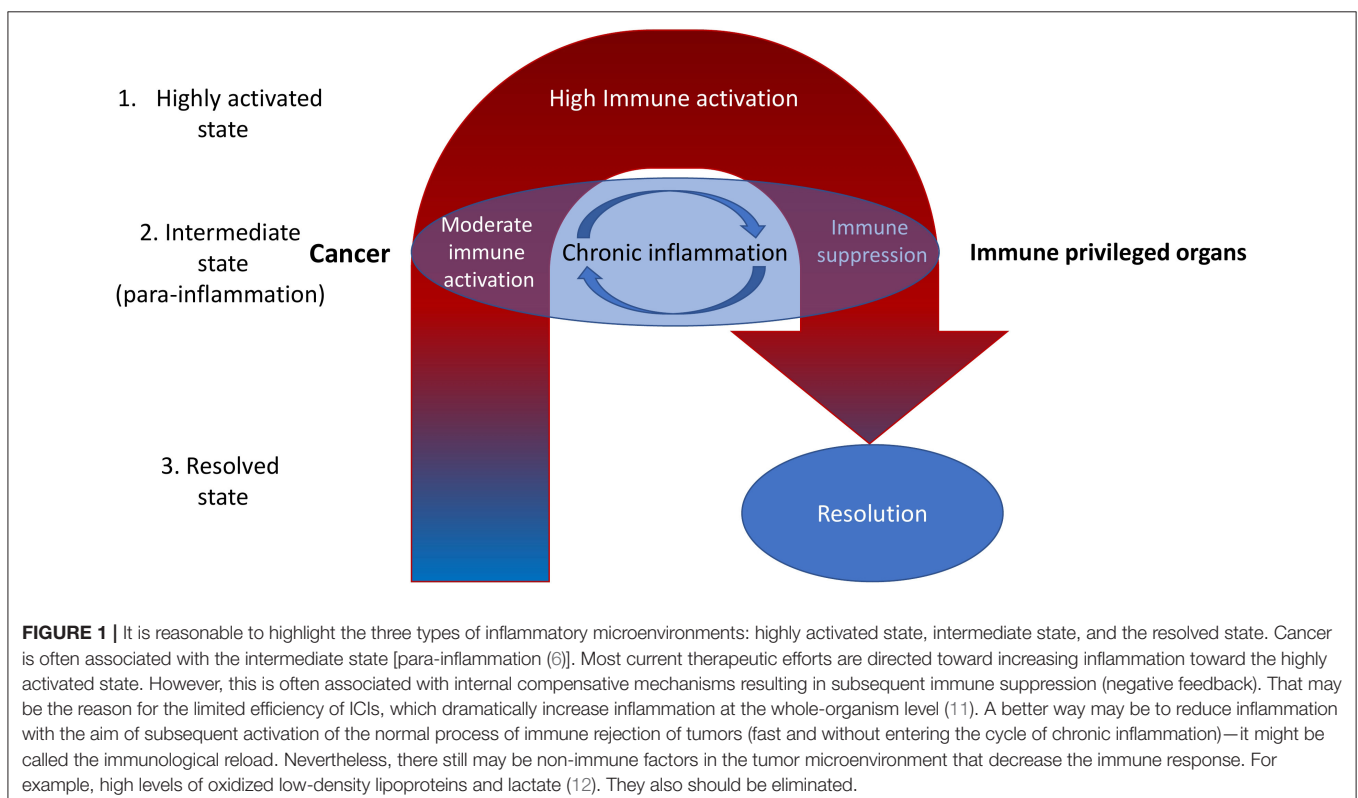 1. Highly activated
state
High Immune activation
2. Intermediate
state
(para-inflammation)
Cancer
Moderate
immune
activation
Chronic inflammation
Immune
suppression
Immune privileged organs
3. Resolved
state
Resolution
FIGURE 1 | It is reasonable to highlight the three types of inflammatory microenvironments: highly activated state, intermediate state, and the resolved state. Cancer
is often associated with the intermediate state [para-inflammation (6)]. Most current therapeutic efforts are directed toward increasing inflammation toward the highly
activated state. However, this is often associated with internal compensative mechanisms resulting in subsequent immune suppression (negative feedback). That may
be the reason for the limited efficiency of ICIs, which dramatically increase inflammation at the whole-organism level (11). A better way may be to reduce inflammation
with the aim of subsequent activation of the normal process of immune rejection of tumors (fast and without entering the cycle of chronic inflammation)—it might be
called the immunological reload. Nevertheless, there still may be non-immune factors in the tumor microenvironment that decrease the immune response. For
example, high levels of oxidized low-density lipoproteins and lactate (12). They also should be eliminated.